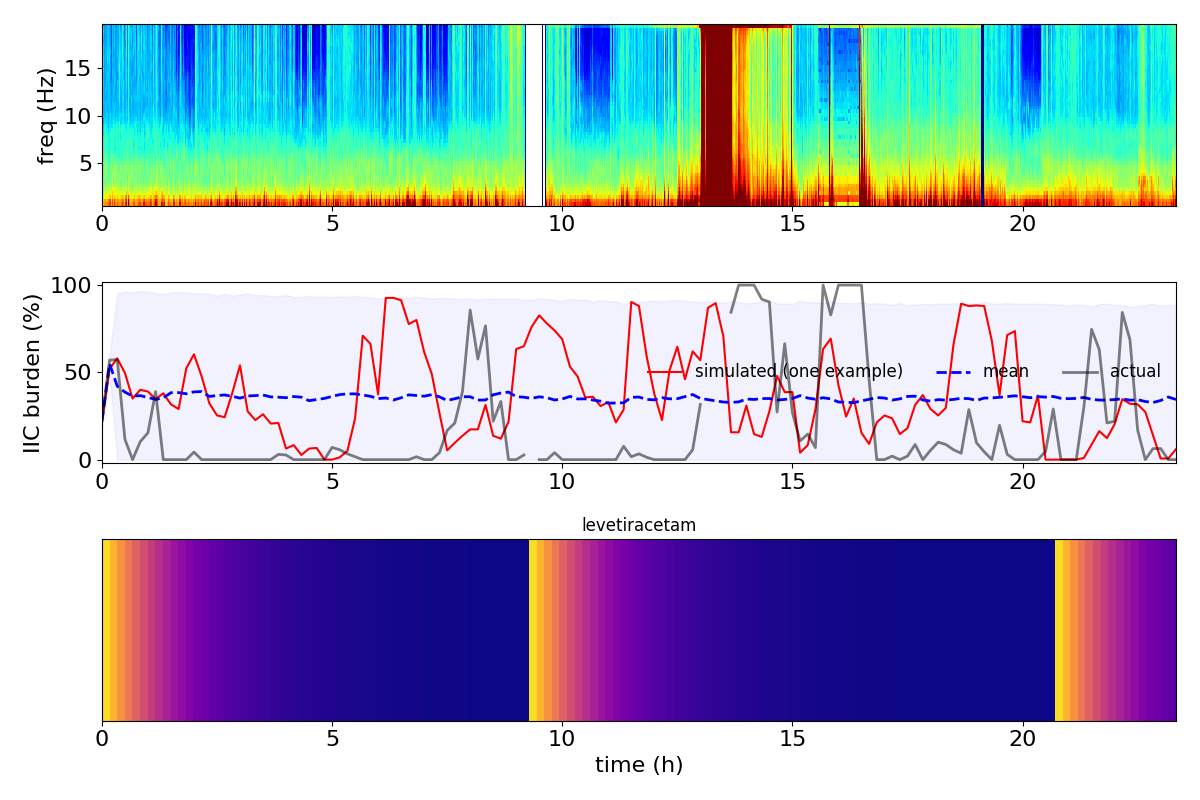 freq (Hz)
15
10
5
0 5 10 15 20
IIC burden (%)
100
50
0
simulated (one example) mean actual
0 5 10 15 20
levetiracetam
0 5 10 15 20
time (h)